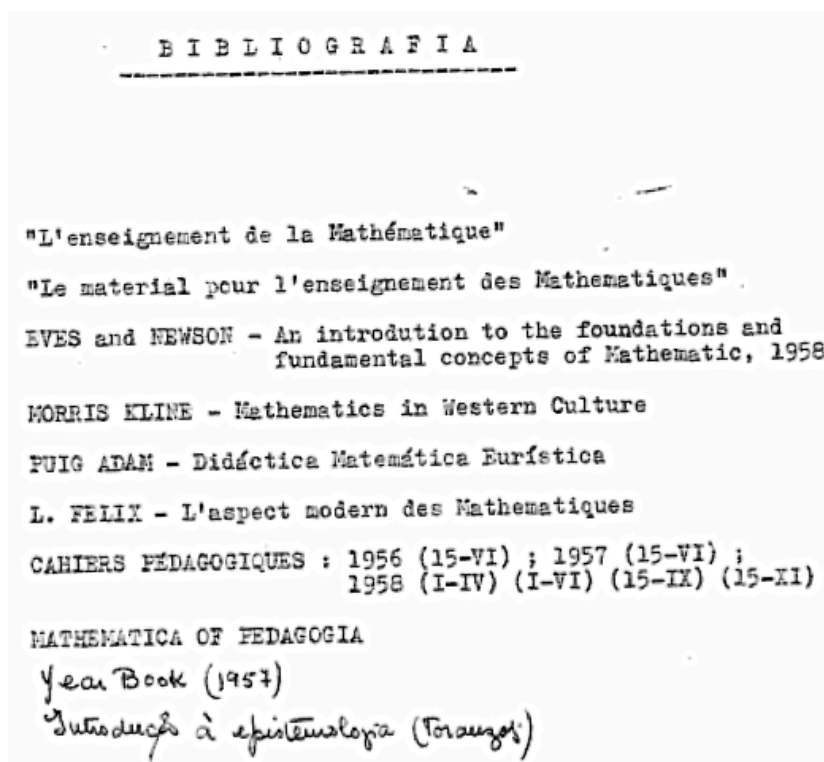 B I B L I O G R A F I A
"L'enseignement de la Mathématique"
"Le material pour l'enseignement des Mathematiques"
EVES and NEWSON - An introdution to the foundations and
fundamental concepts of Mathematic, 1958
MORRIS KLINE - Mathematics in Western Culture
PUIG ADAM - Didáctica Matemática Eurística
L. FELIX - L'aspect modern des Mathematiques
CAHIERS PÉDAGOGIQUES : 1956 (15-VI) ; 1957 (15-VI) ;
1958 (I-IV) (I-VI) (15-IX) (15-XI)
MATHEMATICA OF PEDAGOGIA
Year Book (1957)
Introdução à epistemologia (Toranzos)